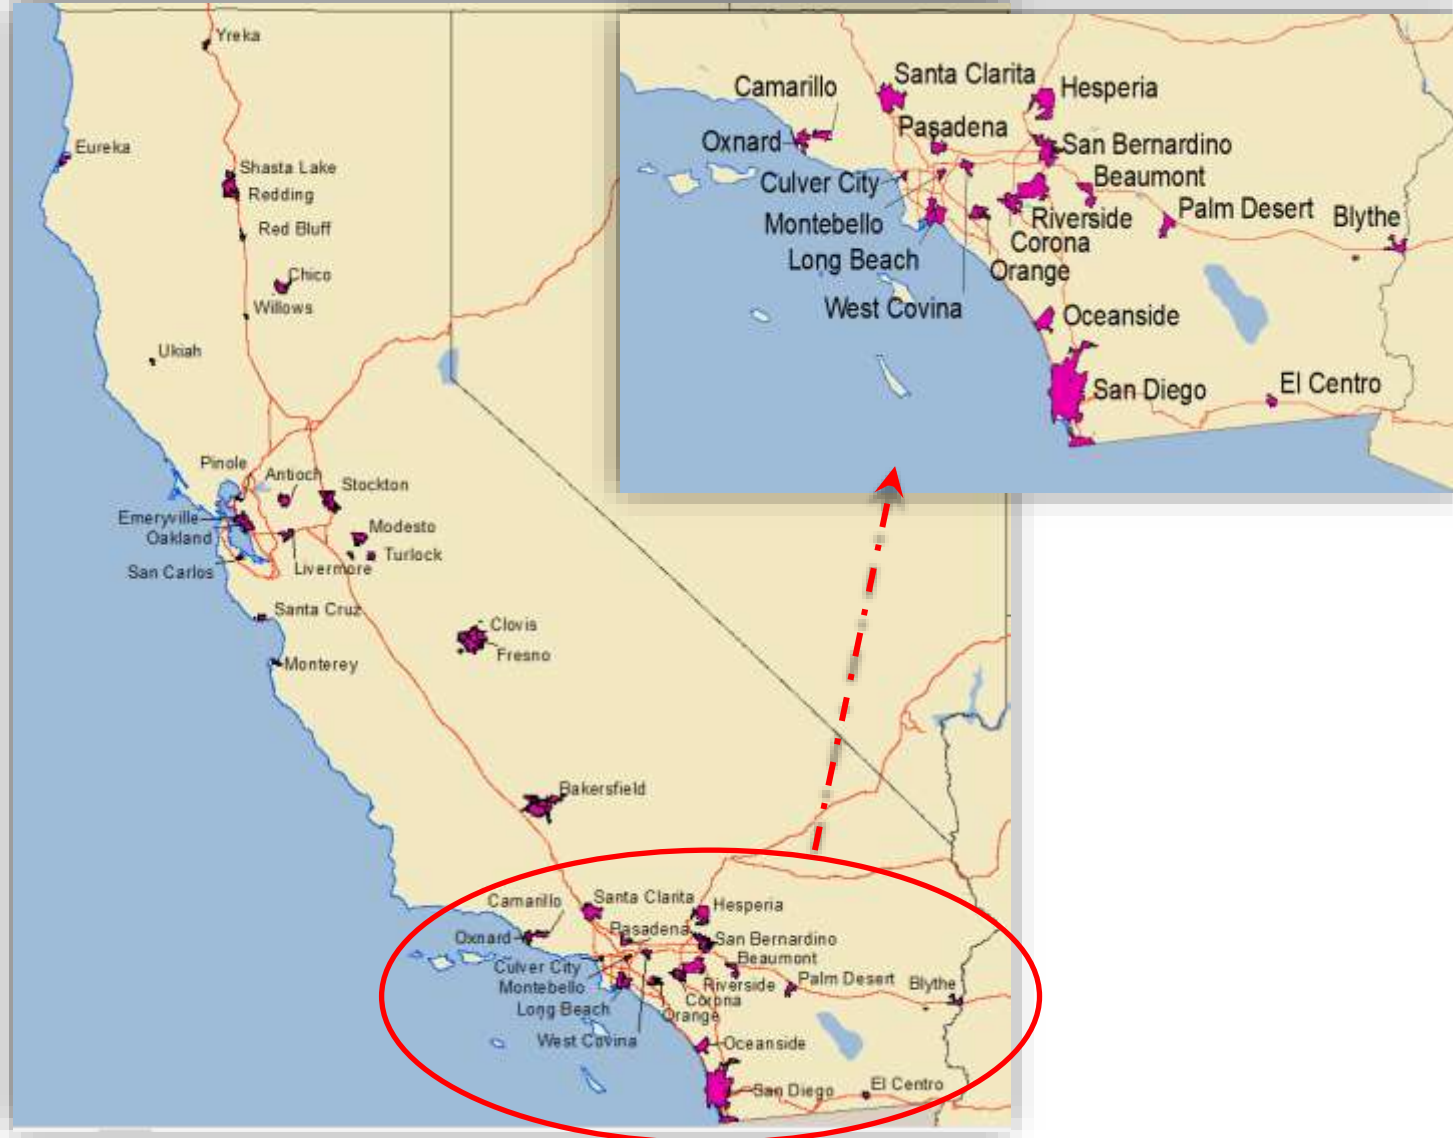 Yreka
Eureka
Shasta Lake
Redding
Red Bluff
Chico
Willows
Ukiah
Pinole
Antioch
Stockton
Emeryville
Oakland
Modesto
Turlock
San Carlos
Livermore
Santa Cruz
Clovis
Fresno
Monterey
Bakersfield
Camarillo
Santa Clarita
Hesperia
Oxnard
Pasadena
San Bernardino
Culver City
Beaumont
Montebello
Riverside
Palm Desert
Blythe
Long Beach
Corona
Orange
West Covina
Oceanside
San Diego
El Centro
Camarillo
Santa Clarita
Hesperia
Oxnard
Pasadena
San Bernardino
Culver City
Beaumont
Montebello
Riverside
Palm Desert
Blythe
Long Beach
Corona
Orange
West Covina
Oceanside
San Diego
El Centro